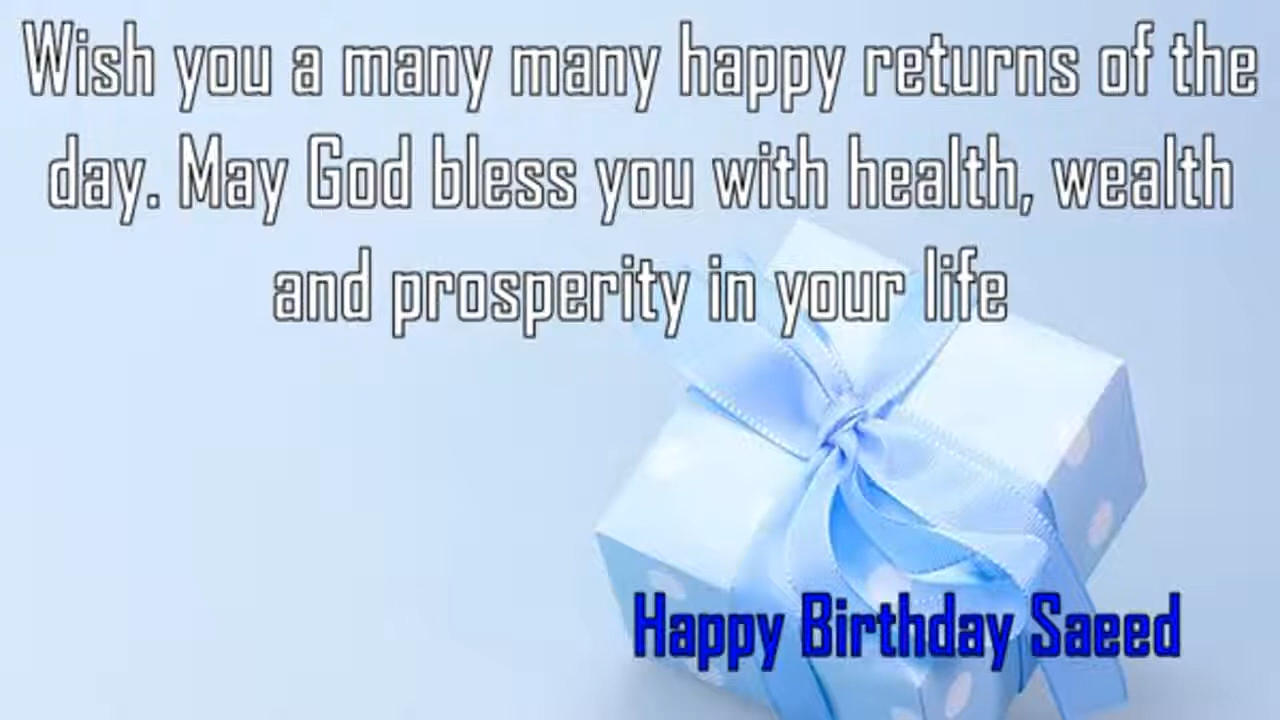 Wish you a many many happy returns of the
day. May God bless you with health, wealth
and prosperity in your life
Happy Birthday Saeed